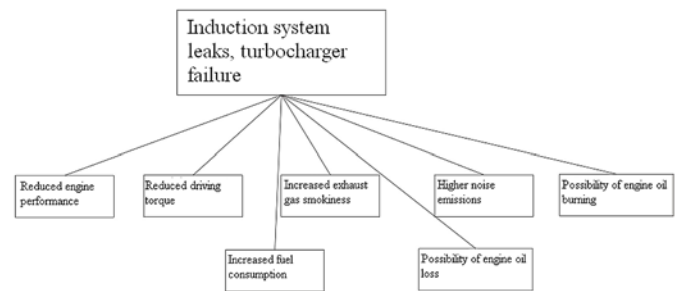 Induction system
leaks, turbocharger
failure
Reduced engine
performance
Reduced driving
torque
Increased exhaust
gas smokiness
Higher noise
emissions
Possibility of engine oil
burning
Increased fuel
consumption
Possibility of engine oil
loss